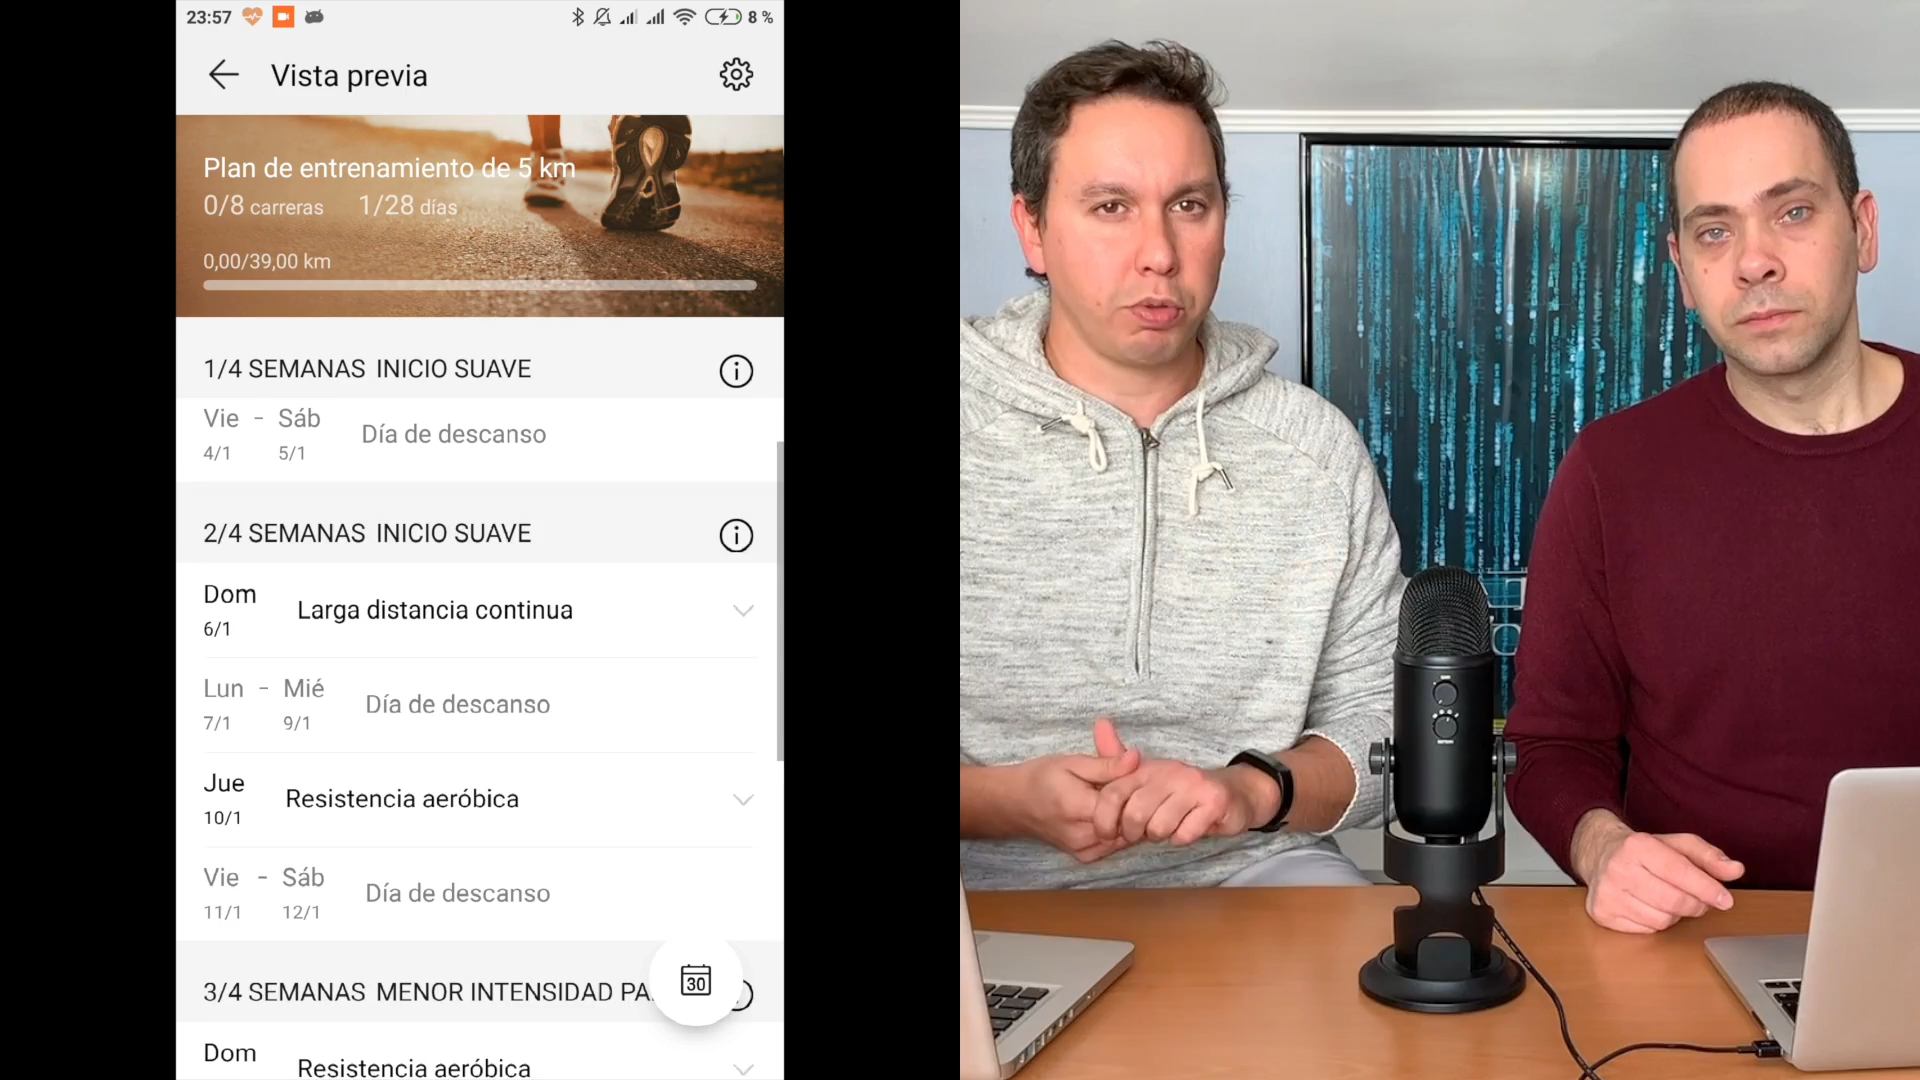 23:57
8 %
Vista previa
Plan de entrenamiento de 5 km
0/8 carreras 1/28 días
0,00/39,00 km
1/4 SEMANAS INICIO SUAVE
Vie - Sáb
4/1 5/1
Día de descanso
2/4 SEMANAS INICIO SUAVE
Dom
6/1
Larga distancia continua
Lun - Mié
7/1 9/1
Día de descanso
Jue
10/1
Resistencia aeróbica
Vie - Sáb
11/1 12/1
Día de descanso
30
3/4 SEMANAS MENOR INTENSIDAD
Dom
Resistencia aeróbica